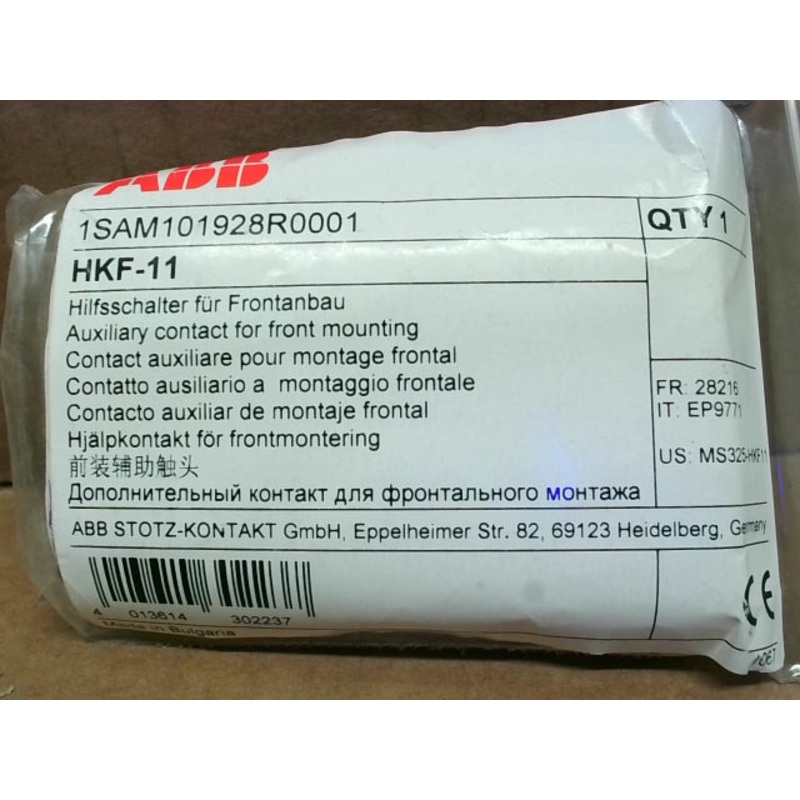 ABB
1SAM101928R0001
QTY 1
HKF-11
Hilfsschalter für Frontanbau
Auxiliary contact for front mounting
Contact auxiliare pour montage frontal
Contatto ausiliario a montaggio frontale
Contacto auxiliar de montaje frontal
Hjälpkontakt för frontmontering
前装辅助触头
Дополнительный контакт для фронтального монтажа
FR: 28216
IT: EP9771
US: MS325-HKF11
ABB STOTZ-KONTAKT GmbH, Eppelheimer Str. 82, 69123 Heidelberg, Germany
4 013614 302237
Made in Bulgaria
CE